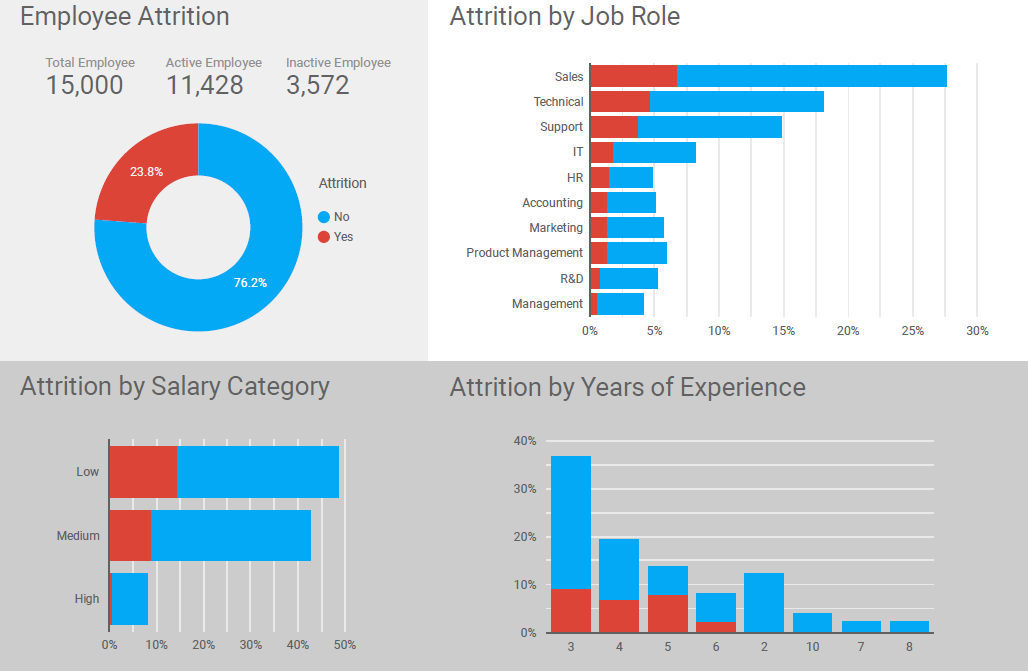 Employee Attrition
Total Employee Active Employee Inactive Employee
15,000 11,428 3,572
23.8%
76.2%
Attrition
No
Yes
Attrition by Job Role
Sales
Technical
Support
IT
HR
Accounting
Marketing
Product Management
R&D
Management
0% 5% 10% 15% 20% 25% 30%
Attrition by Salary Category
Low
Medium
High
0% 10% 20% 30% 40% 50%
Attrition by Years of Experience
40%
30%
20%
10%
0%
3 4 5 6 2 10 7 8